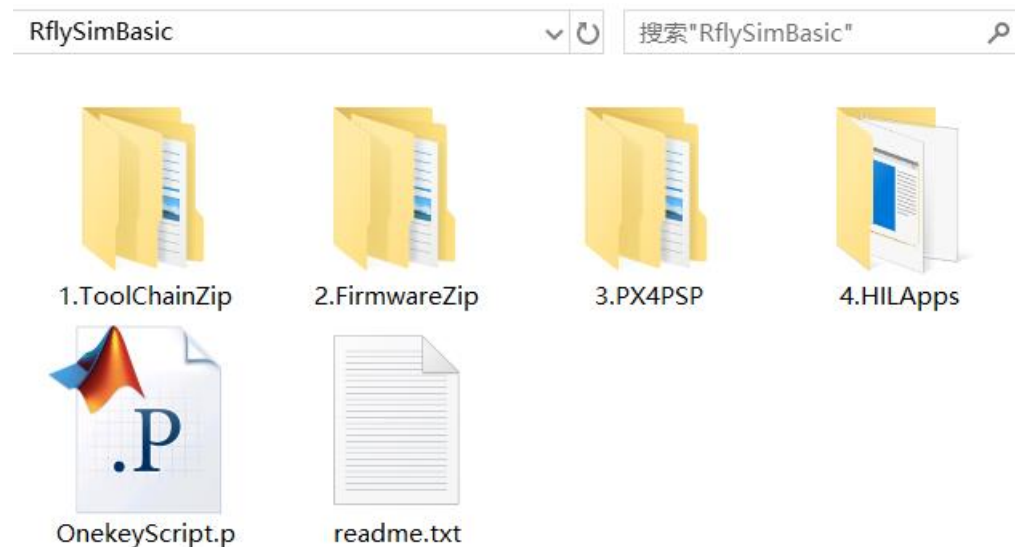 RflySimBasic
搜索"RflySimBasic"
1.ToolChainZip
2.FirmwareZip
3.PX4PSP
4.HILApps
.P
OnekeyScript.p
readme.txt